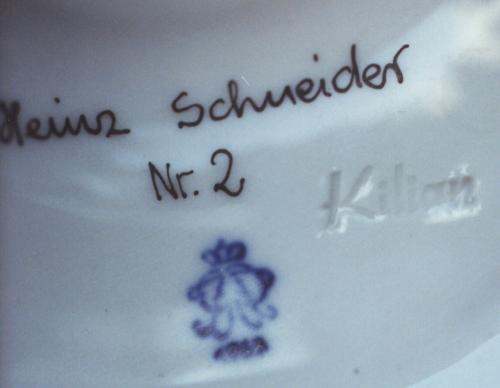 Heinz Schneider
Nr. 2
Kilian